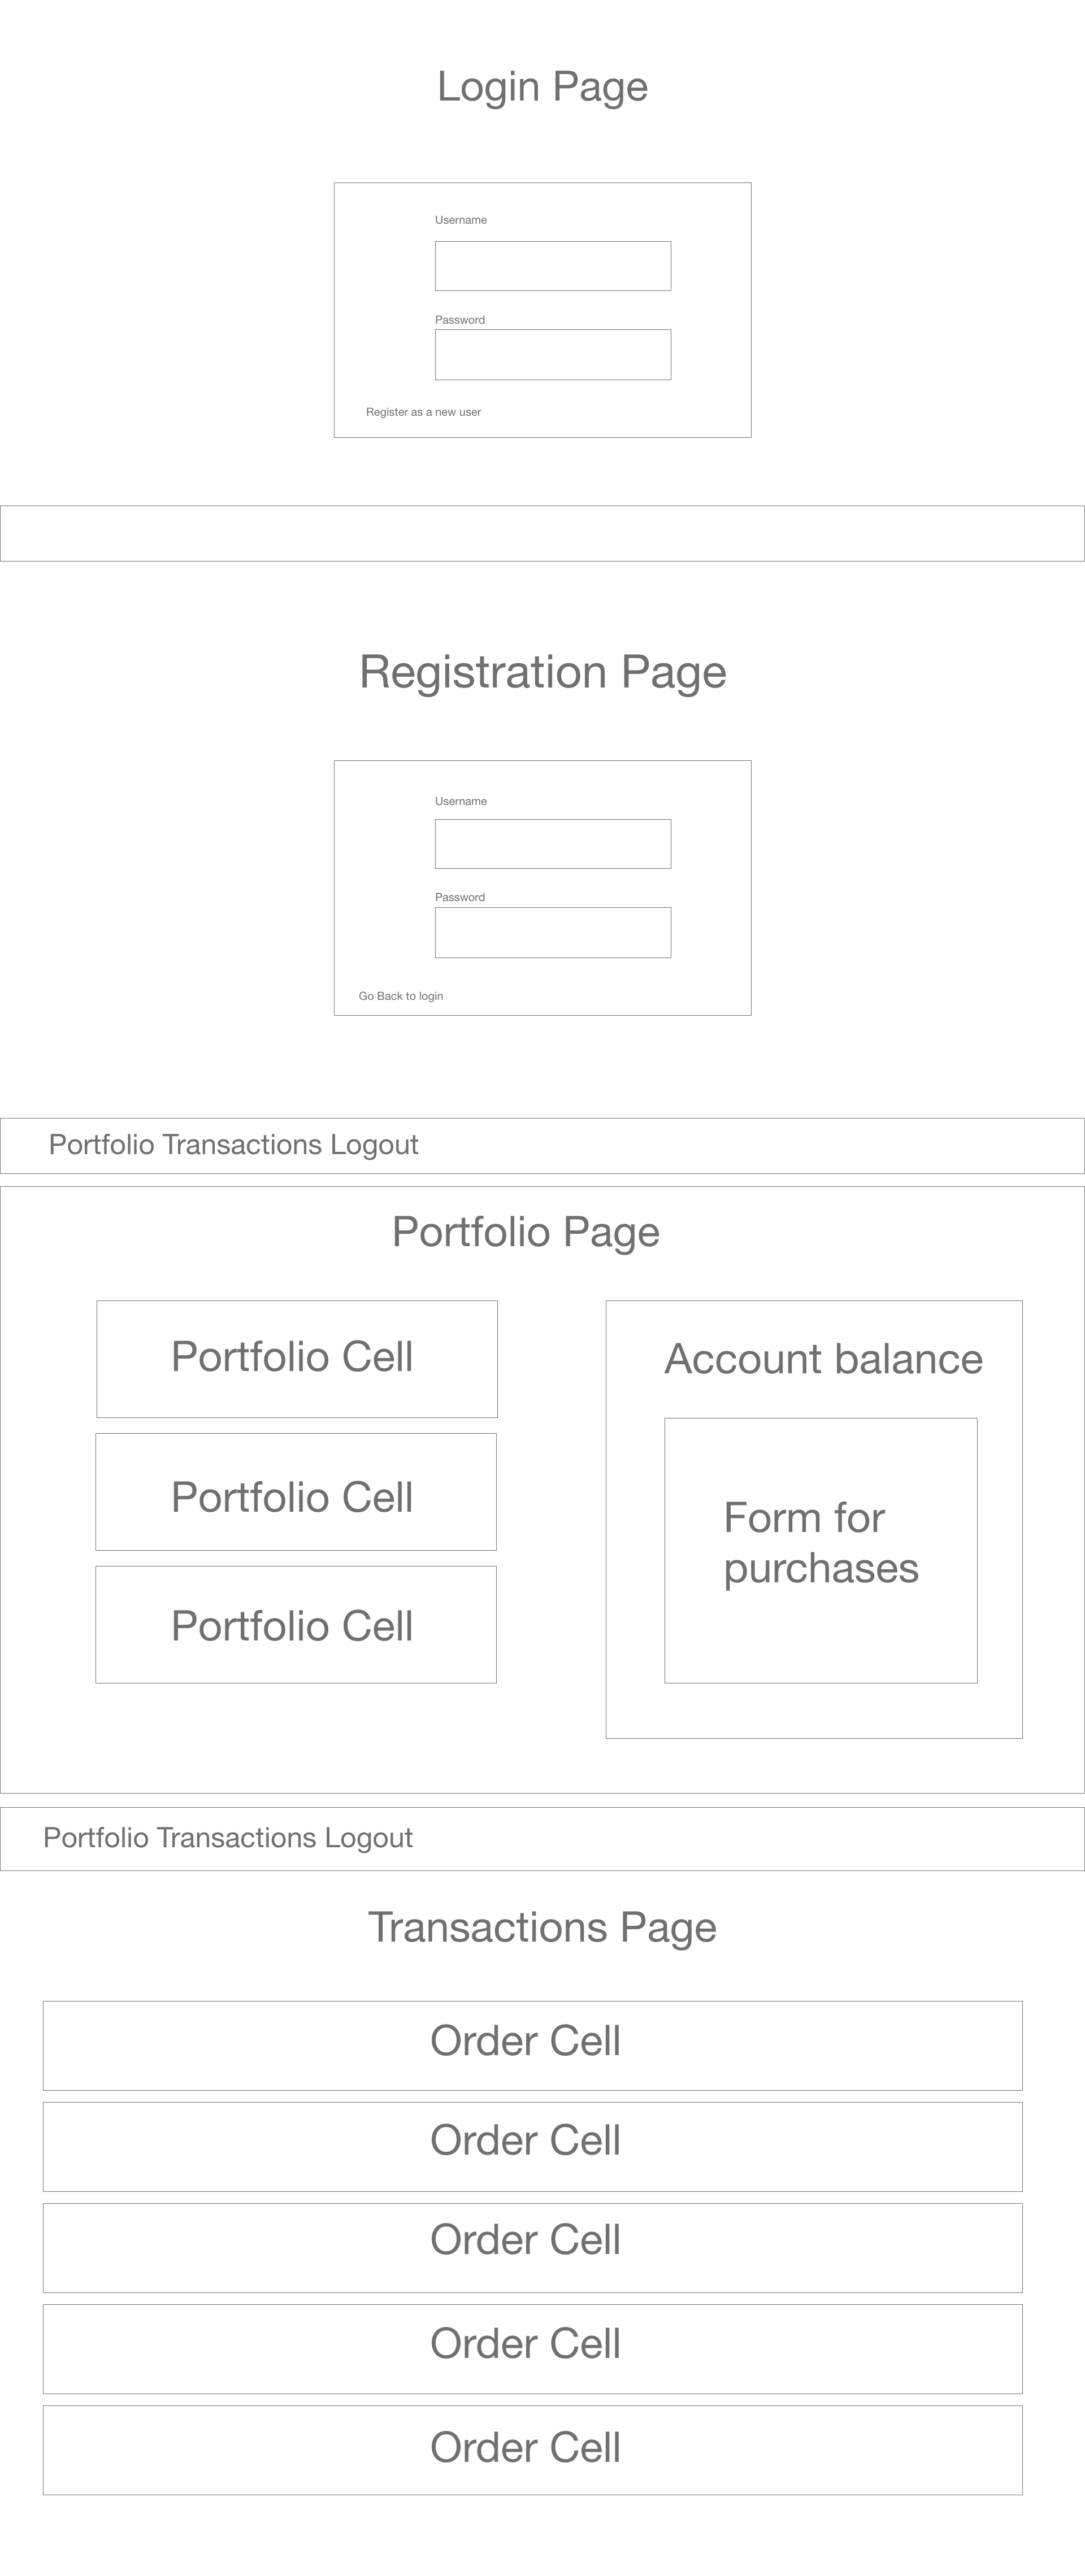 Login Page
Username
Password
Register as a new user
Registration Page
Username
Password
Go Back to login
Portfolio Transactions Logout
Portfolio Page
Portfolio Cell
Portfolio Cell
Portfolio Cell
Account balance
Form for
purchases
Portfolio Transactions Logout
Transactions Page
Order Cell
Order Cell
Order Cell
Order Cell
Order Cell